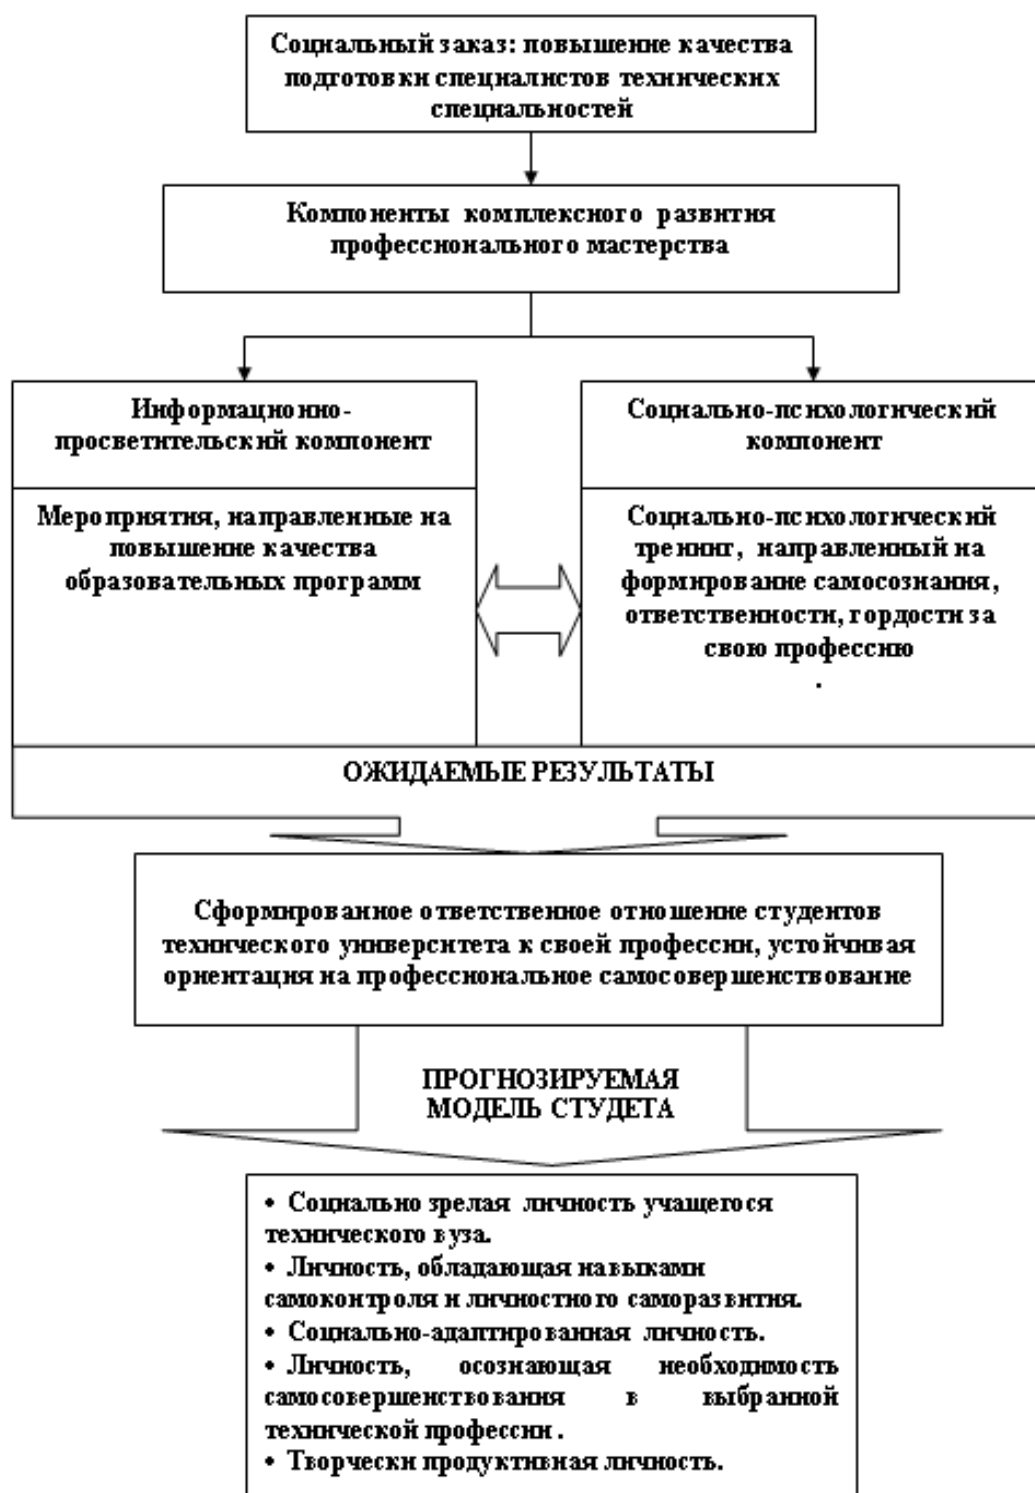 Социальный заказ: повышение качества
подготовки специалистов технических
специальностей
Компоненты комплексного развития
профессионального мастерства
Информационно-
просветительский компонент
Социально-психологический
компонент
Мероприятия, направленные на
повышение качества
образовательных программ
Социально-психологический
тренинг, направленный на
формирование самосознания,
ответственности, гордости за
свою профессию
.
ОЖИДАЕМЫЕ РЕЗУЛЬТАТЫ
Сформированное ответственное отношение студентов
технического университета к своей профессии, устойчивая
ориентация на профессиональное самосовершенствование
ПРОГНОЗИРУЕМАЯ
МОДЕЛЬ СТУДЕТА
• Социально зрелая личность учащегося
технического вуза.
• Личность, обладающая навыками
самоконтроля и личностного саморазвития.
• Социально-адаптированная личность.
• Личность, осознающая необходимость
самосовершенствования в выбранной
технической профессии .
• Творчески продуктивная личность.